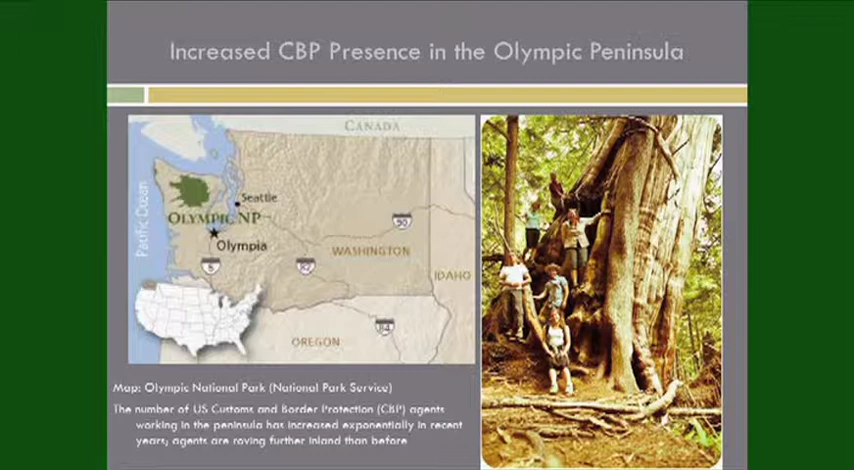 Increased CBP Presence in the Olympic Peninsula
CANADA
Pacific Ocean
Seattle
OLYMPIC NP
90
Olympia
WASHINGTON
5
82
IDAHO
84
OREGON
Map: Olympic National Park (National Park Service)
The number of US Customs and Border Protection (CBP) agents
working in the peninsula has increased exponentially in recent
years; agents are roving further inland than before